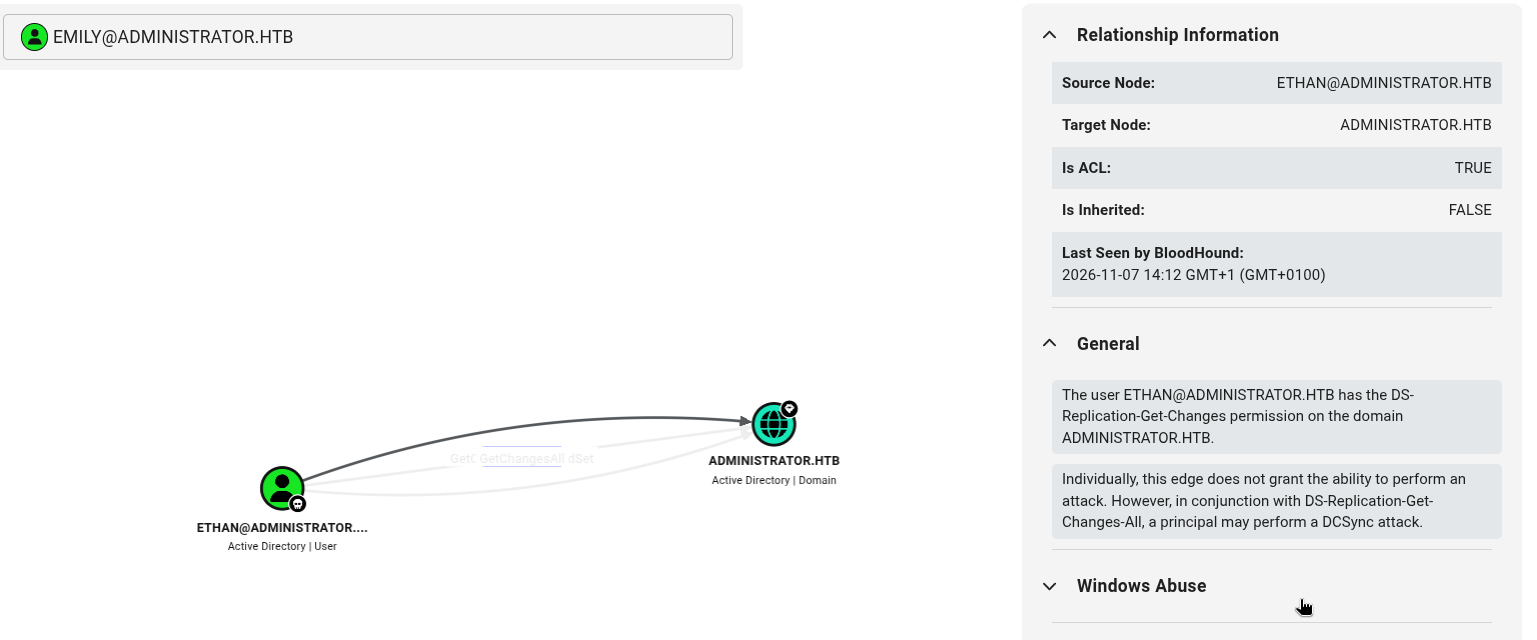 EMILY@ADMINISTRATOR.HTB
GetChangesAll
ADMINISTRATOR.HTB
Active Directory | Domain
ETHAN@ADMINISTRATOR....
Active Directory | User
Relationship Information
Source Node: ETHAN@ADMINISTRATOR.HTB
Target Node: ADMINISTRATOR.HTB
Is ACL: TRUE
Is Inherited: FALSE
Last Seen by BloodHound:
2026-11-07 14:12 GMT+1 (GMT+0100)
General
The user ETHAN@ADMINISTRATOR.HTB has the DS-
Replication-Get-Changes permission on the domain
ADMINISTRATOR.HTB.
Individually, this edge does not grant the ability to perform an
attack. However, in conjunction with DS-Replication-Get-
Changes-All, a principal may perform a DCSync attack.
Windows Abuse